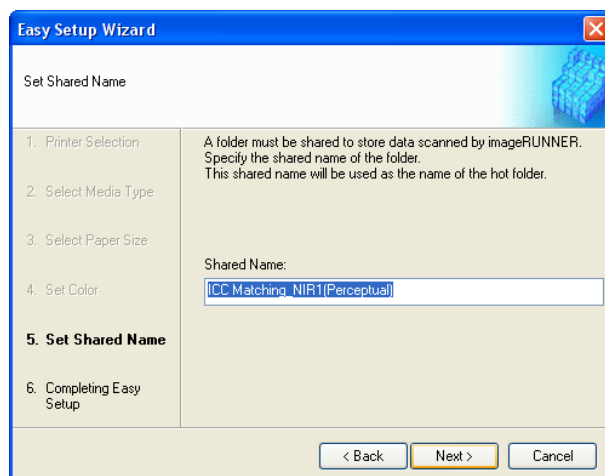 Easy Setup Wizard
Set Shared Name
1. Printer Selection
2. Select Media Type
3. Select Paper Size
4. Set Color
5. Set Shared Name
6. Completing Easy
Setup
A folder must be shared to store data scanned by imageRUNNER.
Specify the shared name of the folder.
This shared name will be used as the name of the hot folder.
Shared Name:
ICC Matching_NIR1(Perceptual)
< Back
Next >
Cancel